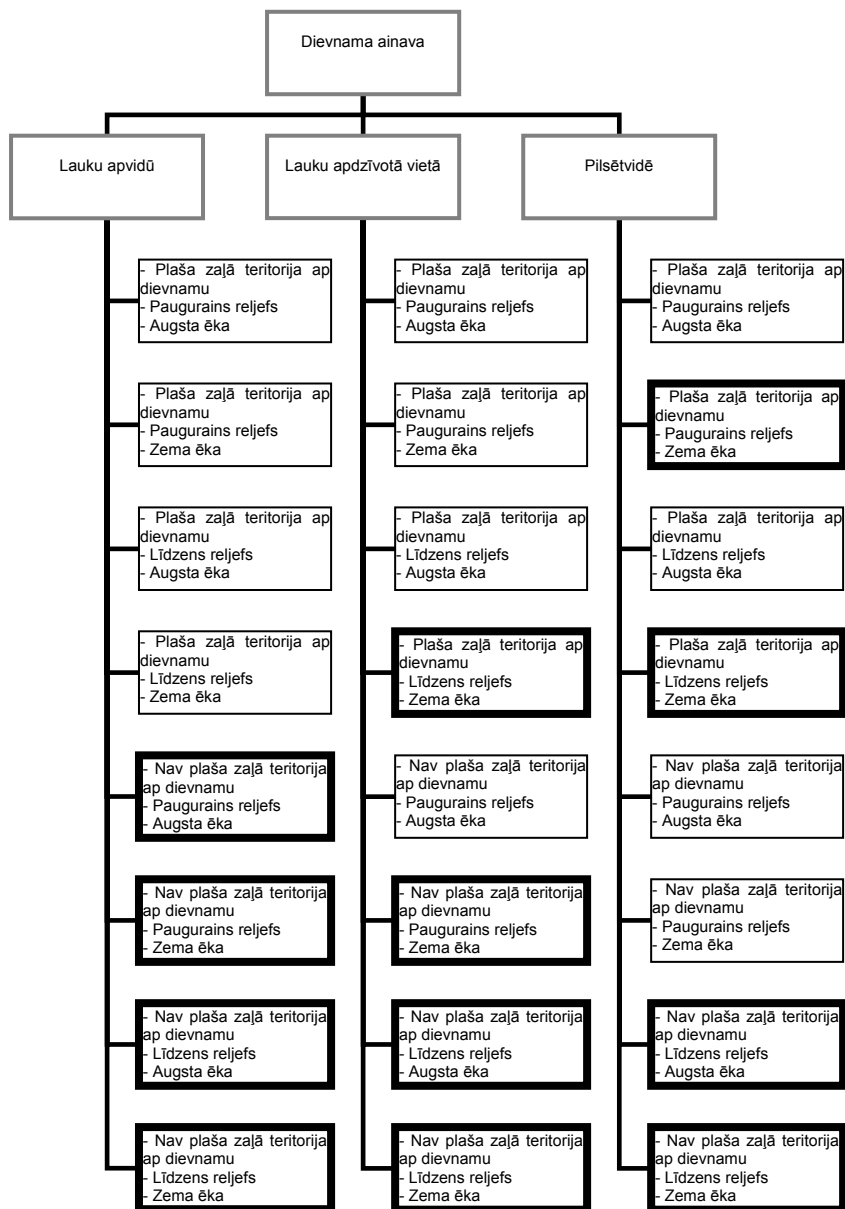 Dievnama ainava
Lauku apvidū
Lauku apdzīvotā vietā
Pilsētvidē
- Plaša zaļā teritorija ap
dievnamu
- Paugurains reljefs
- Augsta ēka
- Plaša zaļā teritorija ap
dievnamu
- Paugurains reljefs
- Zema ēka
- Plaša zaļā teritorija ap
dievnamu
- Līdzens reljefs
- Augsta ēka
- Plaša zaļā teritorija ap
dievnamu
- Līdzens reljefs
- Zema ēka
- Nav plaša zaļā teritorija
ap dievnamu
- Paugurains reljefs
- Augsta ēka
- Nav plaša zaļā teritorija
ap dievnamu
- Paugurains reljefs
- Zema ēka
- Nav plaša zaļā teritorija
ap dievnamu
- Līdzens reljefs
- Augsta ēka
- Nav plaša zaļā teritorija
ap dievnamu
- Līdzens reljefs
- Zema ēka
- Plaša zaļā teritorija ap
dievnamu
- Paugurains reljefs
- Augsta ēka
- Plaša zaļā teritorija ap
dievnamu
- Paugurains reljefs
- Zema ēka
- Plaša zaļā teritorija ap
dievnamu
- Līdzens reljefs
- Augsta ēka
- Plaša zaļā teritorija ap
dievnamu
- Līdzens reljefs
- Zema ēka
- Nav plaša zaļā teritorija
ap dievnamu
- Paugurains reljefs
- Augsta ēka
- Nav plaša zaļā teritorija
ap dievnamu
- Paugurains reljefs
- Zema ēka
- Nav plaša zaļā teritorija
ap dievnamu
- Līdzens reljefs
- Augsta ēka
- Nav plaša zaļā teritorija
ap dievnamu
- Līdzens reljefs
- Zema ēka
- Plaša zaļā teritorija ap
dievnamu
- Paugurains reljefs
- Augsta ēka
- Plaša zaļā teritorija ap
dievnamu
- Paugurains reljefs
- Zema ēka
- Plaša zaļā teritorija ap
dievnamu
- Līdzens reljefs
- Augsta ēka
- Plaša zaļā teritorija ap
dievnamu
- Līdzens reljefs
- Zema ēka
- Nav plaša zaļā teritorija
ap dievnamu
- Paugurains reljefs
- Augsta ēka
- Nav plaša zaļā teritorija
ap dievnamu
- Paugurains reljefs
- Zema ēka
- Nav plaša zaļā teritorija
ap dievnamu
- Līdzens reljefs
- Augsta ēka
- Nav plaša zaļā teritorija
ap dievnamu
- Līdzens reljefs
- Zema ēka